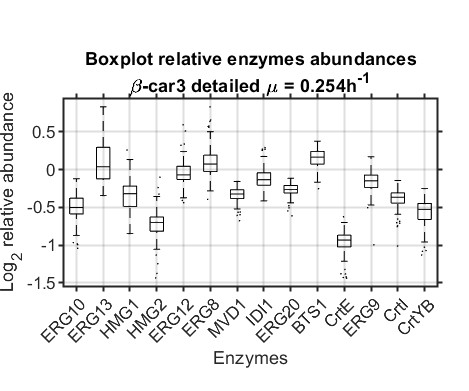 Boxplot relative enzymes abundances
β-car3 detailed μ = 0.254h⁻¹
Log₂ relative abundance
0.5
0
-0.5
-1
-1.5
ERG10
ERG13
HMG1
HMG2
ERG12
ERG8
MVD1
IDI1
ERG20
BTS1
CrtE
ERG9
CrtI
CrtYB
Enzymes